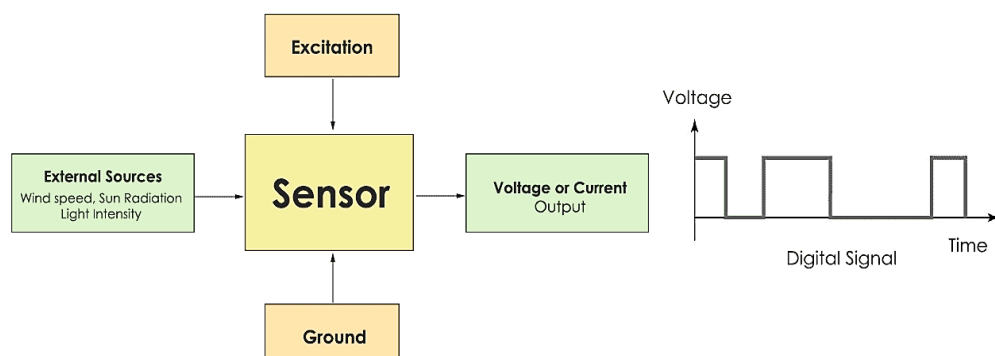 Excitation
External Sources
Wind speed, Sun Radiation
Light Intensity
Sensor
Voltage or Current
Output
Ground
Voltage
Time
Digital Signal